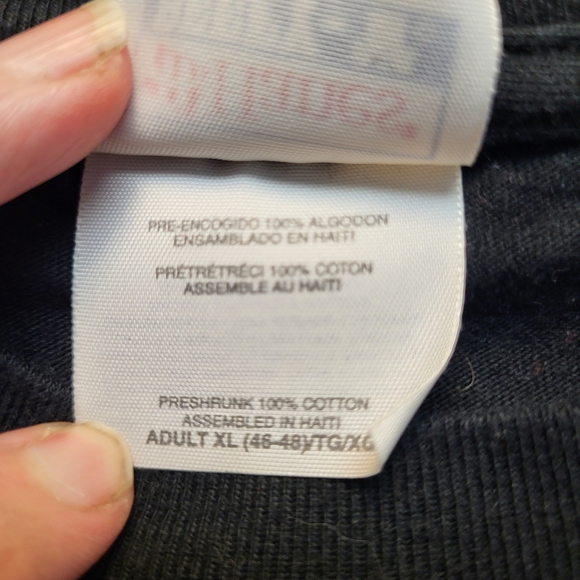 PRE-ENCOGIDO 100% ALGODON
ENSAMBLADO EN HAITI
PRÉTRÉTRÉCI 100% COTON
ASSEMBLE AU HAITI
PRESHRUNK 100% COTTON
ASSEMBLED IN HAITI
ADULT XL (46-48)/TG/XG